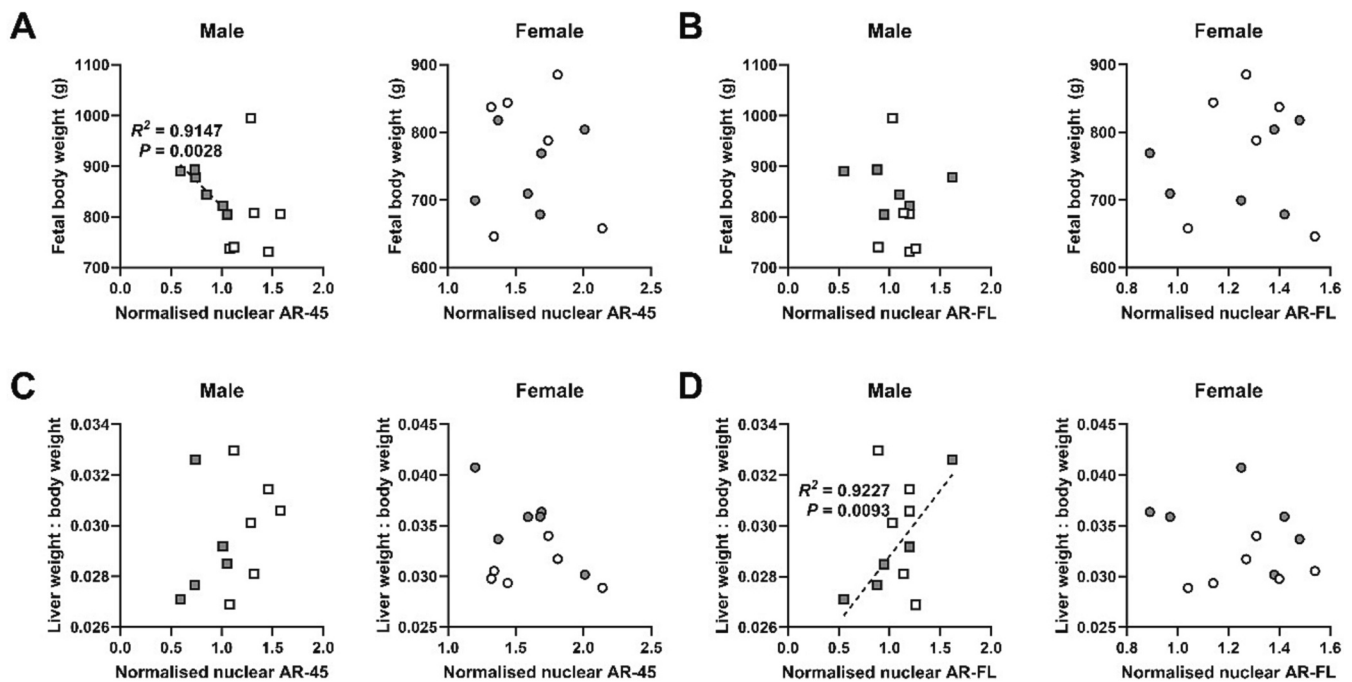 A
Male
Fetal body weight (g)
1100
1000
900
800
700
R² = 0.9147
P = 0.0028
0.0 0.5 1.0 1.5 2.0
Normalised nuclear AR-45
Female
Fetal body weight (g)
900
800
700
600
1.0 1.5 2.0 2.5
Normalised nuclear AR-45
B
Male
Fetal body weight (g)
1100
1000
900
800
700
0.0 0.5 1.0 1.5 2.0
Normalised nuclear AR-FL
Female
Fetal body weight (g)
900
800
700
600
0.8 1.0 1.2 1.4 1.6
Normalised nuclear AR-FL
C
Male
Liver weight : body weight
0.034
0.032
0.030
0.028
0.026
0.0 0.5 1.0 1.5 2.0
Normalised nuclear AR-45
Female
Liver weight : body weight
0.045
0.040
0.035
0.030
0.025
1.0 1.5 2.0 2.5
Normalised nuclear AR-45
D
Male
Liver weight : body weight
0.034
0.032
0.030
0.028
0.026
R² = 0.9227
P = 0.0093
0.0 0.5 1.0 1.5 2.0
Normalised nuclear AR-FL
Female
Liver weight : body weight
0.045
0.040
0.035
0.030
0.025
0.8 1.0 1.2 1.4 1.6
Normalised nuclear AR-FL